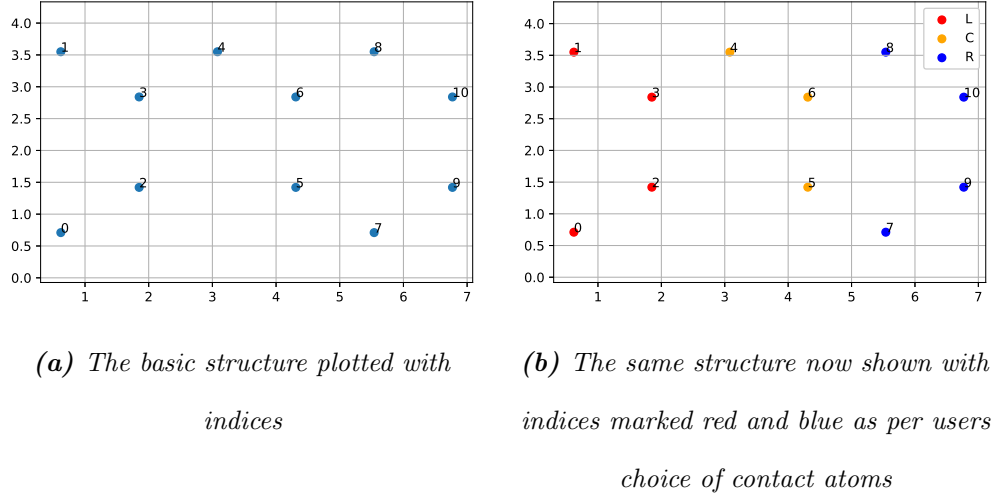 4.0
3.5
3.0
2.5
2.0
1.5
1.0
0.5
0.0
1 2 3 4 5 6 7
1 4 8
3 6 10
2 5 9
0 7
(a) The basic structure plotted with
indices
4.0
3.5
3.0
2.5
2.0
1.5
1.0
0.5
0.0
1 2 3 4 5 6 7
1 4 8
3 6 10
2 5 9
0 7
L
C
R
(b) The same structure now shown with
indices marked red and blue as per users
choice of contact atoms